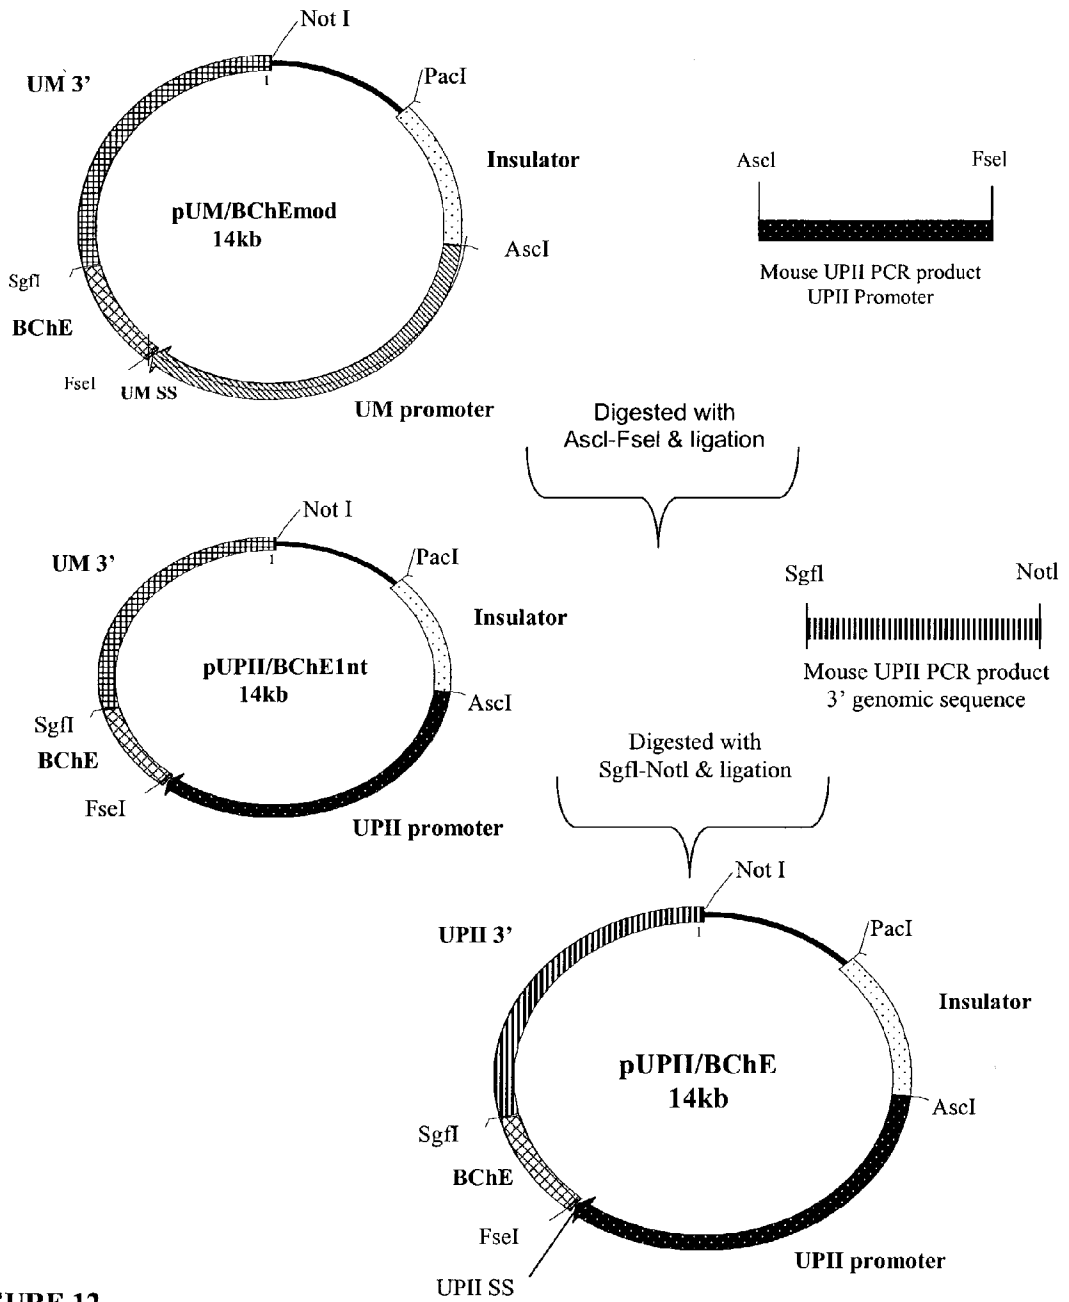 Not I
UM 3'
1
PacI
Insulator
pUM/BChEmod
14kb
AscI
SgfI
BChE
FseI
UM SS
UM promoter
AscI
FseI
Mouse UPII PCR product
UPII Promoter
Digested with
AscI-FseI & ligation
Not I
UM 3'
1
PacI
Insulator
pUPII/BChE1nt
14kb
AscI
SgfI
BChE
FseI
UPII promoter
SgfI
NotI
Mouse UPII PCR product
3' genomic sequence
Digested with
SgfI-NotI & ligation
Not I
UPII 3'
1
PacI
Insulator
pUPII/BChE
14kb
AscI
SgfI
BChE
FseI
UPII SS
UPII promoter